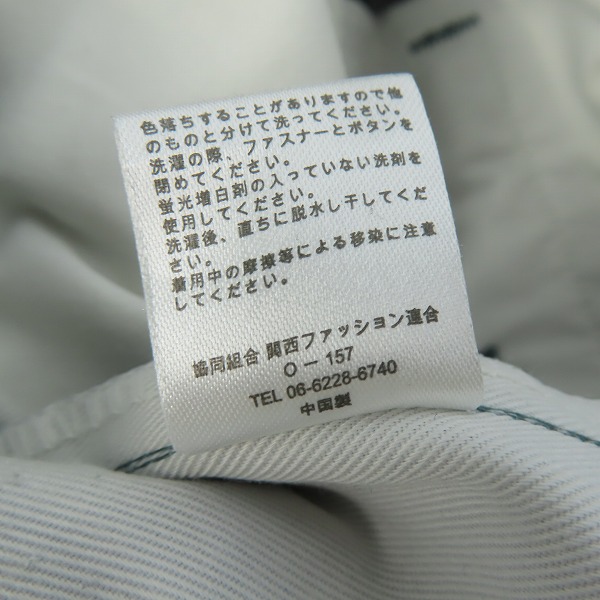 色落ちすることがありますので他
のものと分けて洗ってください。
洗濯の際、ファスナーとボタンを
閉めてください。
蛍光増白剤の入っていない洗剤を
使用してください。
洗濯後、直ちに脱水し干してくだ
さい。
着用中の摩擦等による移染に注意
してください。
協同組合 関西ファッション連合
O－157
TEL 06-6228-6740
中国製